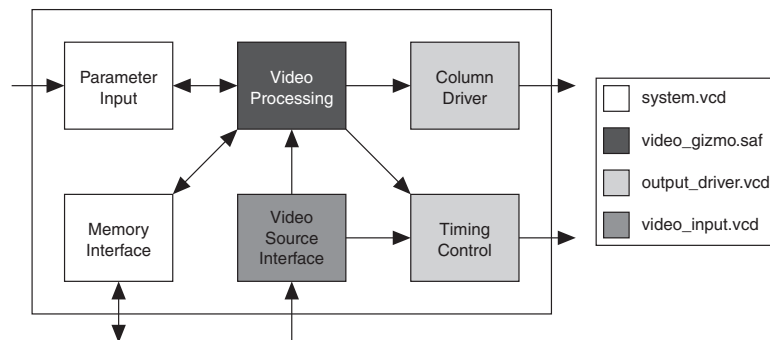 Parameter
Input
Video
Processing
Column
Driver
Memory
Interface
Video
Source
Interface
Timing
Control
system.vcd
video_gizmo.saf
output_driver.vcd
video_input.vcd